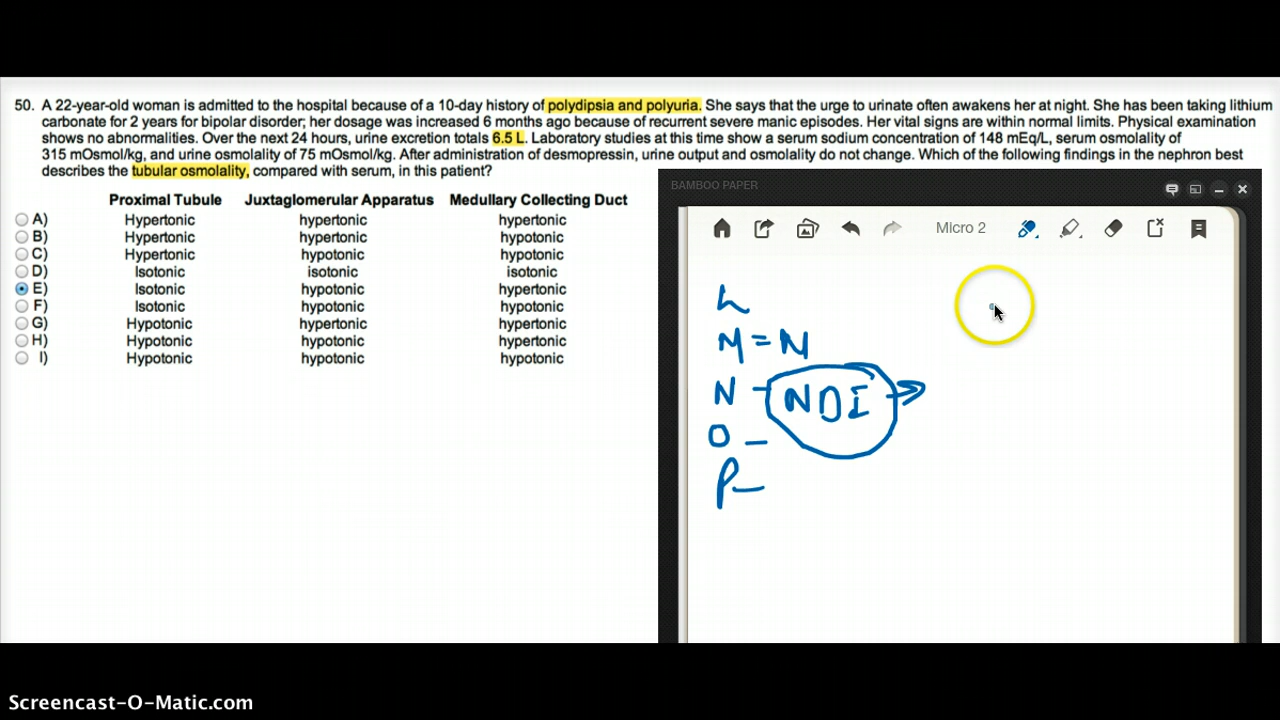 50. A 22-year-old woman is admitted to the hospital because of a 10-day history of polydipsia and polyuria. She says that the urge to urinate often awakens her at night. She has been taking lithium
carbonate for 2 years for bipolar disorder; her dosage was increased 6 months ago because of recurrent severe manic episodes. Her vital signs are within normal limits. Physical examination
shows no abnormalities. Over the next 24 hours, urine excretion totals 6.5 L. Laboratory studies at this time show a serum sodium concentration of 148 mEq/L, serum osmolality of
315 mOsmol/kg, and urine osmolality of 75 mOsmol/kg. After administration of desmopressin, urine output and osmolality do not change. Which of the following findings in the nephron best
describes the tubular osmolality, compared with serum, in this patient?
Proximal Tubule Juxtaglomerular Apparatus Medullary Collecting Duct
A) Hypertonic hypertonic hypertonic
B) Hypertonic hypertonic hypotonic
C) Hypertonic hypotonic hypotonic
D) Isotonic isotonic isotonic
E) Isotonic hypotonic hypertonic
F) Isotonic hypotonic hypotonic
G) Hypotonic hypertonic hypertonic
H) Hypotonic hypotonic hypertonic
I) Hypotonic hypotonic hypotonic
BAMBOO PAPER
Micro 2
L
M = N
N - NDI →
O -
P -
Screencast-O-Matic.com